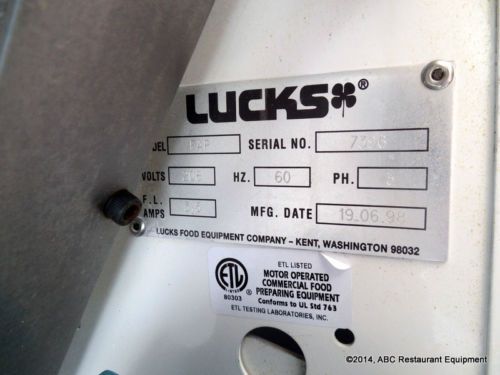 LUCKS®
DEL
SERIAL NO.
VOLTS HZ. 60 PH. 3
F.L.
AMPS MFG. DATE 19.06.98
LUCKS FOOD EQUIPMENT COMPANY – KENT, WASHINGTON 98032
ETL LISTED
MOTOR OPERATED
COMMERCIAL FOOD
PREPARING EQUIPMENT
Conforms to UL Std 763
ETL TESTING LABORATORIES, INC.
ETL
80303
©2014, ABC Restaurant Equipment